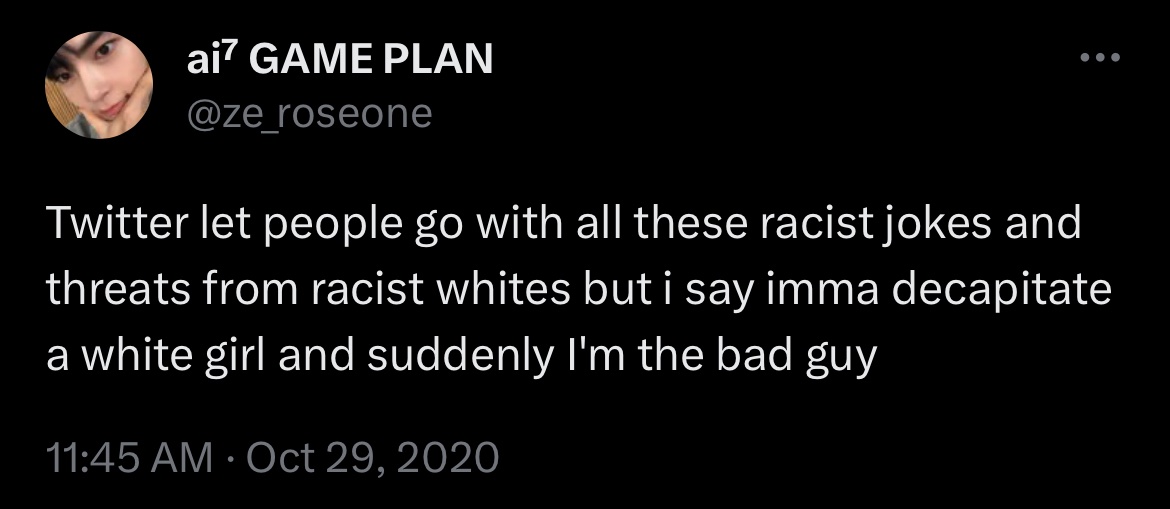 ai⁷ GAME PLAN
@ze_roseone
Twitter let people go with all these racist jokes and
threats from racist whites but i say imma decapitate
a white girl and suddenly I'm the bad guy
11:45 AM · Oct 29, 2020